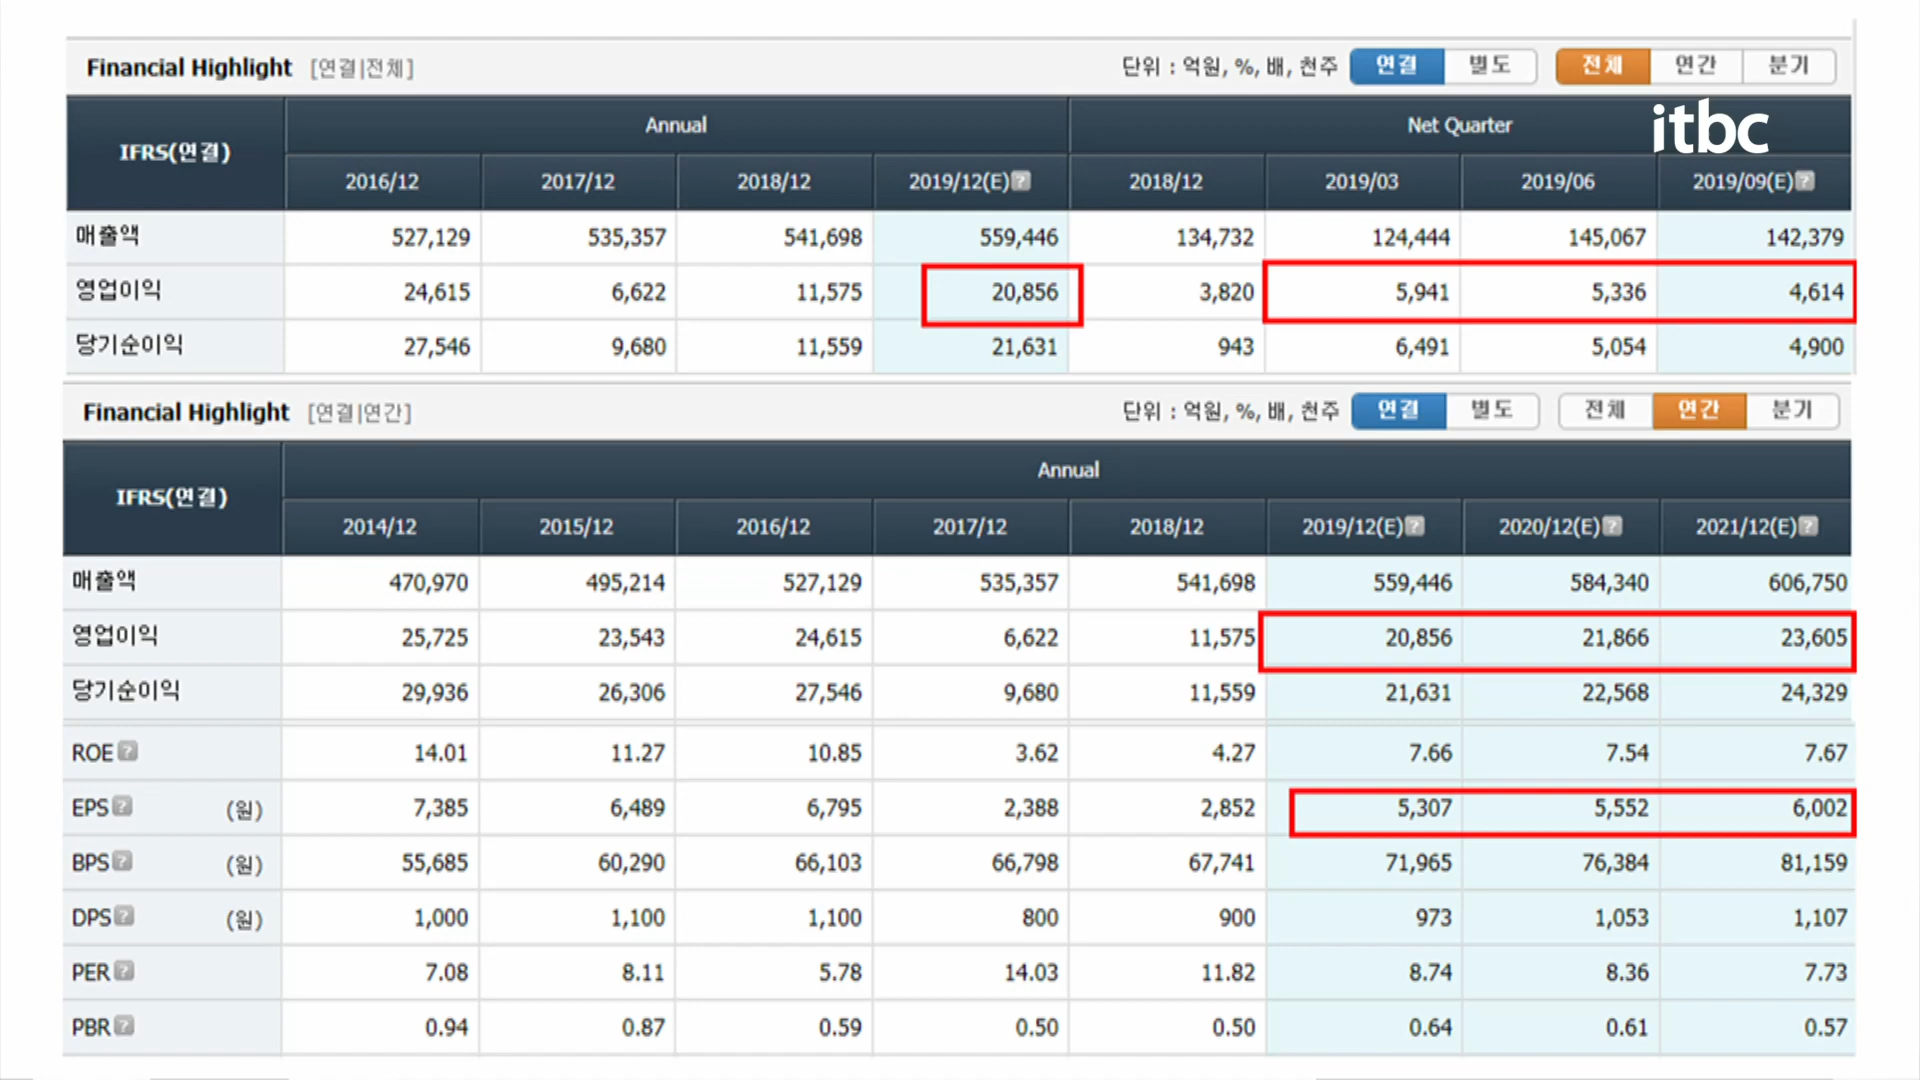 Financial Highlight [연결|전체] 단위 : 억원, %, 배, 천주 연결 별도 전체 연간 분기
itbc
IFRS(연결) Annual Net Quarter
2016/12 2017/12 2018/12 2019/12(E) 2018/12 2019/03 2019/06 2019/09(E)
매출액 527,129 535,357 541,698 559,446 134,732 124,444 145,067 142,379
영업이익 24,615 6,622 11,575 20,856 3,820 5,941 5,336 4,614
당기순이익 27,546 9,680 11,559 21,631 943 6,491 5,054 4,900
Financial Highlight [연결|연간] 단위 : 억원, %, 배, 천주 연결 별도 전체 연간 분기
IFRS(연결) Annual
2014/12 2015/12 2016/12 2017/12 2018/12 2019/12(E) 2020/12(E) 2021/12(E)
매출액 470,970 495,214 527,129 535,357 541,698 559,446 584,340 606,750
영업이익 25,725 23,543 24,615 6,622 11,575 20,856 21,866 23,605
당기순이익 29,936 26,306 27,546 9,680 11,559 21,631 22,568 24,329
ROE 14.01 11.27 10.85 3.62 4.27 7.66 7.54 7.67
EPS (원) 7,385 6,489 6,795 2,388 2,852 5,307 5,552 6,002
BPS (원) 55,685 60,290 66,103 66,798 67,741 71,965 76,384 81,159
DPS (원) 1,000 1,100 1,100 800 900 973 1,053 1,107
PER 7.08 8.11 5.78 14.03 11.82 8.74 8.36 7.73
PBR 0.94 0.87 0.59 0.50 0.50 0.64 0.61 0.57